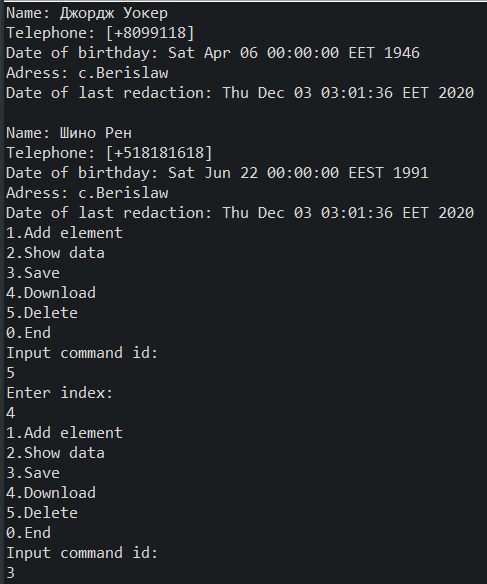 Name: Джордж Уокер
Telephone: [+8099118]
Date of birthday: Sat Apr 06 00:00:00 EET 1946
Adress: c.Berislaw
Date of last redaction: Thu Dec 03 03:01:36 EET 2020
Name: Шино Рен
Telephone: [+518181618]
Date of birthday: Sat Jun 22 00:00:00 EEST 1991
Adress: c.Berislaw
Date of last redaction: Thu Dec 03 03:01:36 EET 2020
1.Add element
2.Show data
3.Save
4.Download
5.Delete
0.End
Input command id:
5
Enter index:
4
1.Add element
2.Show data
3.Save
4.Download
5.Delete
0.End
Input command id:
3